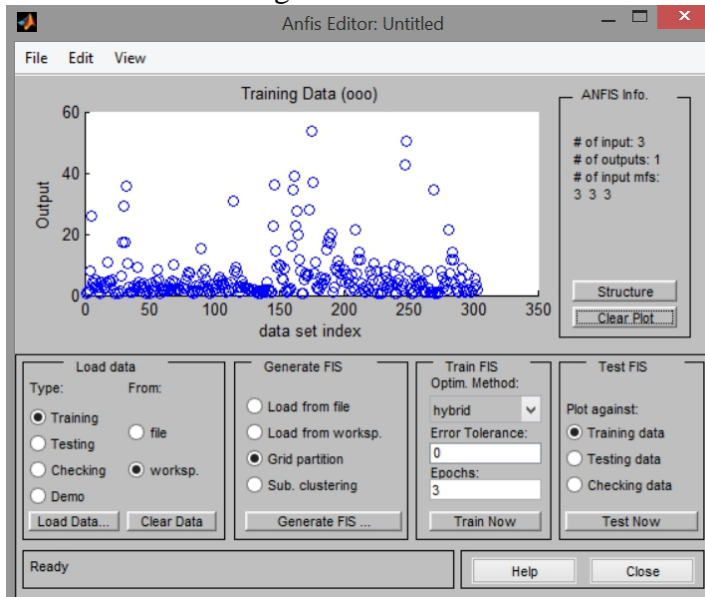 Anfis Editor: Untitled
File Edit View
Training Data (ooo)
60
40
20
0
Output
0 50 100 150 200 250 300 350
data set index
ANFIS Info.
# of input: 3
# of outputs: 1
# of input mfs:
3 3 3
Structure
Clear Plot
Load data
Type: From:
Training
Testing
Checking
Demo
file
worksp.
Load Data... Clear Data
Generate FIS
Load from file
Load from worksp.
Grid partition
Sub. clustering
Generate FIS ...
Train FIS
Optim. Method:
hybrid
Error Tolerance:
0
Epochs:
3
Train Now
Test FIS
Plot against:
Training data
Testing data
Checking data
Test Now
Ready
Help
Close